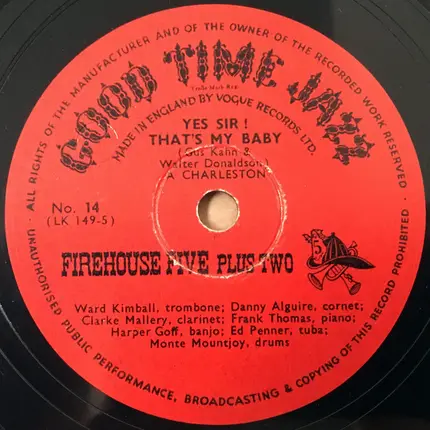 ALL RIGHTS OF THE MANUFACTURER AND OF THE OWNER OF THE RECORDED WORK RESERVED
GOOD TIME JAZZ
Trade Mark Regd
MADE IN ENGLAND BY VOGUE RECORDS LTD.
YES SIR !
THAT'S MY BABY
(Gus Kahn &
Walter Donaldson)
A CHARLESTON
No. 14
(LK 149-5)
FIREHOUSE FIVE PLUS TWO
5
Ward Kimball, trombone; Danny Alguire, cornet;
Clarke Mallery, clarinet; Frank Thomas, piano;
Harper Goff, banjo; Ed Penner, tuba;
Monte Mountjoy, drums
UNAUTHORISED PUBLIC PERFORMANCE, BROADCASTING & COPYING OF THIS RECORD PROHIBITED ·